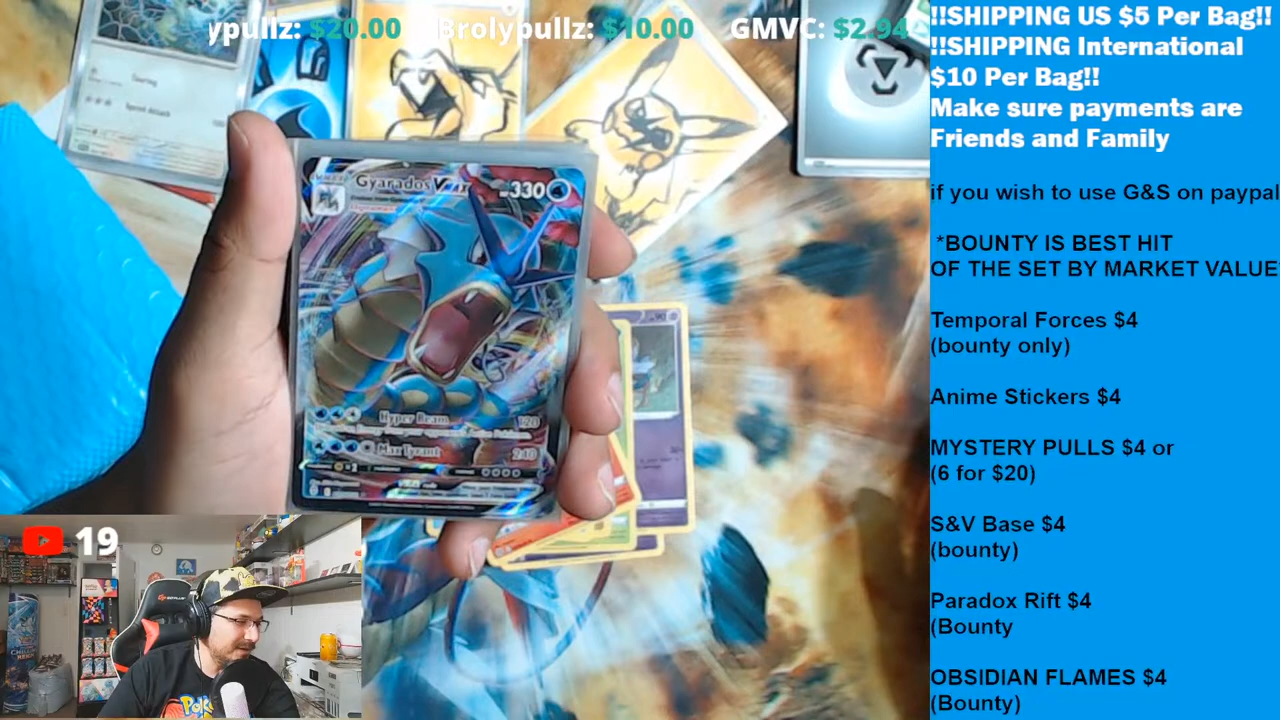 ypullz: $20.00 Brolypullz: $10.00 GMVC: $2.94
!!SHIPPING US $5 Per Bag!!
!!SHIPPING International
$10 Per Bag!!
Make sure payments are
Friends and Family
if you wish to use G&S on paypal
*BOUNTY IS BEST HIT
OF THE SET BY MARKET VALUE
Temporal Forces $4
(bounty only)
Anime Stickers $4
MYSTERY PULLS $4 or
(6 for $20)
S&V Base $4
(bounty)
Paradox Rift $4
(Bounty
OBSIDIAN FLAMES $4
(Bounty)
Gyarados VMAX 330
Hyper Beam 120
Max Tyrant 240
19